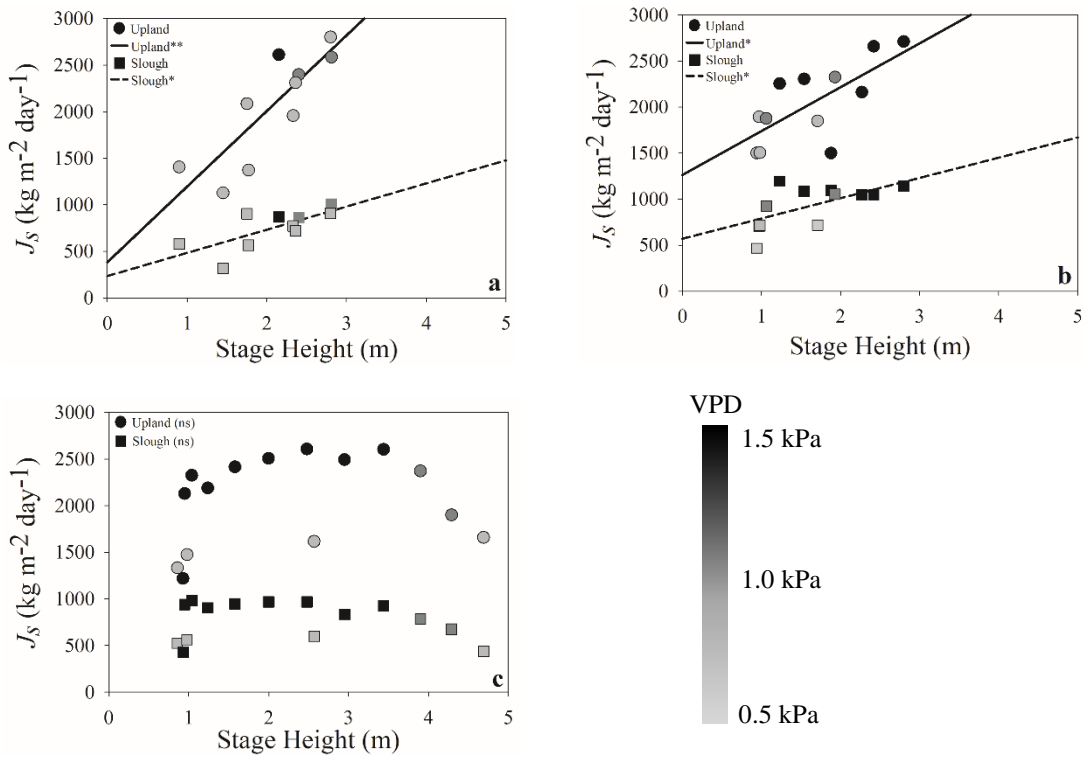 3000
2500
2000
1500
1000
500
0
J_S (kg m-2 day-1)
Upland
Upland**
Slough
Slough*
a
0 1 2 3 4 5
Stage Height (m)
3000
2500
2000
1500
1000
500
0
J_S (kg m-2 day-1)
Upland
Upland*
Slough
Slough*
b
0 1 2 3 4 5
Stage Height (m)
3000
2500
2000
1500
1000
500
0
J_S (kg m-2 day-1)
Upland (ns)
Slough (ns)
c
0 1 2 3 4 5
Stage Height (m)
VPD
1.5 kPa
1.0 kPa
0.5 kPa